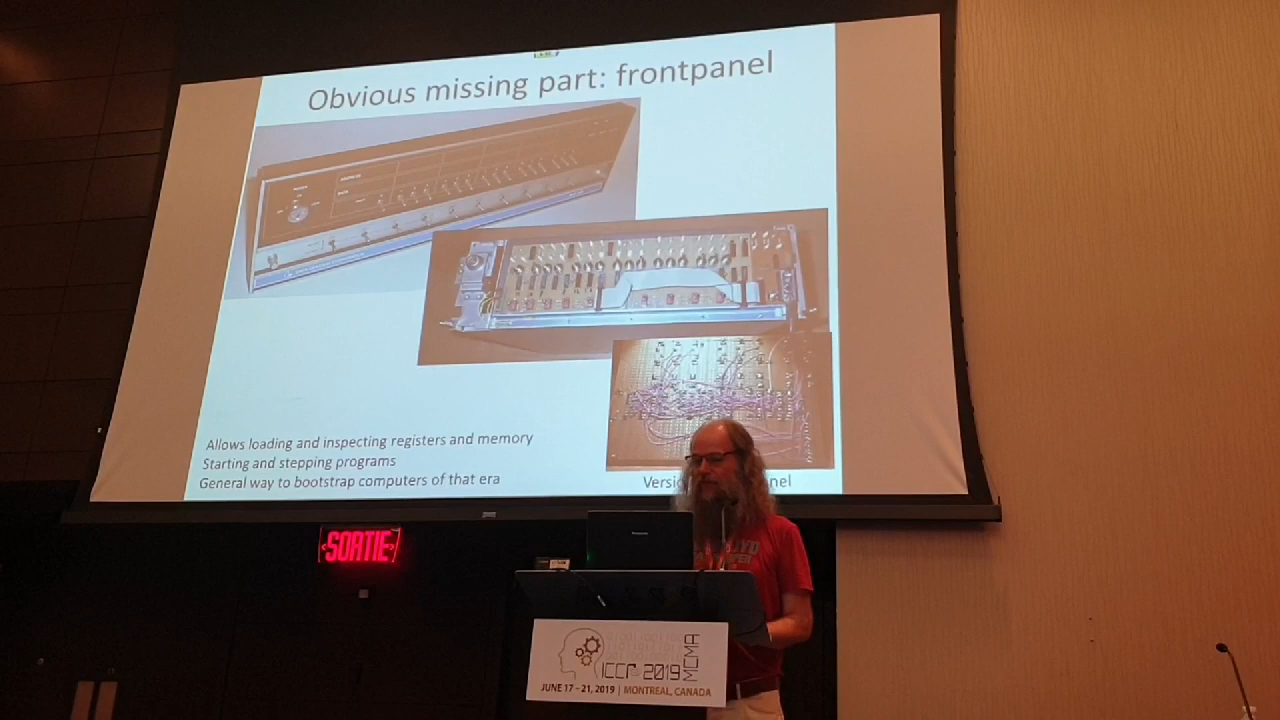 Obvious missing part: frontpanel
Allows loading and inspecting registers and memory
Starting and stepping programs
General way to bootstrap computers of that era
SORTIE
ICCR 2019
MCMA
JUNE 17 – 21, 2019 | MONTREAL, CANADA